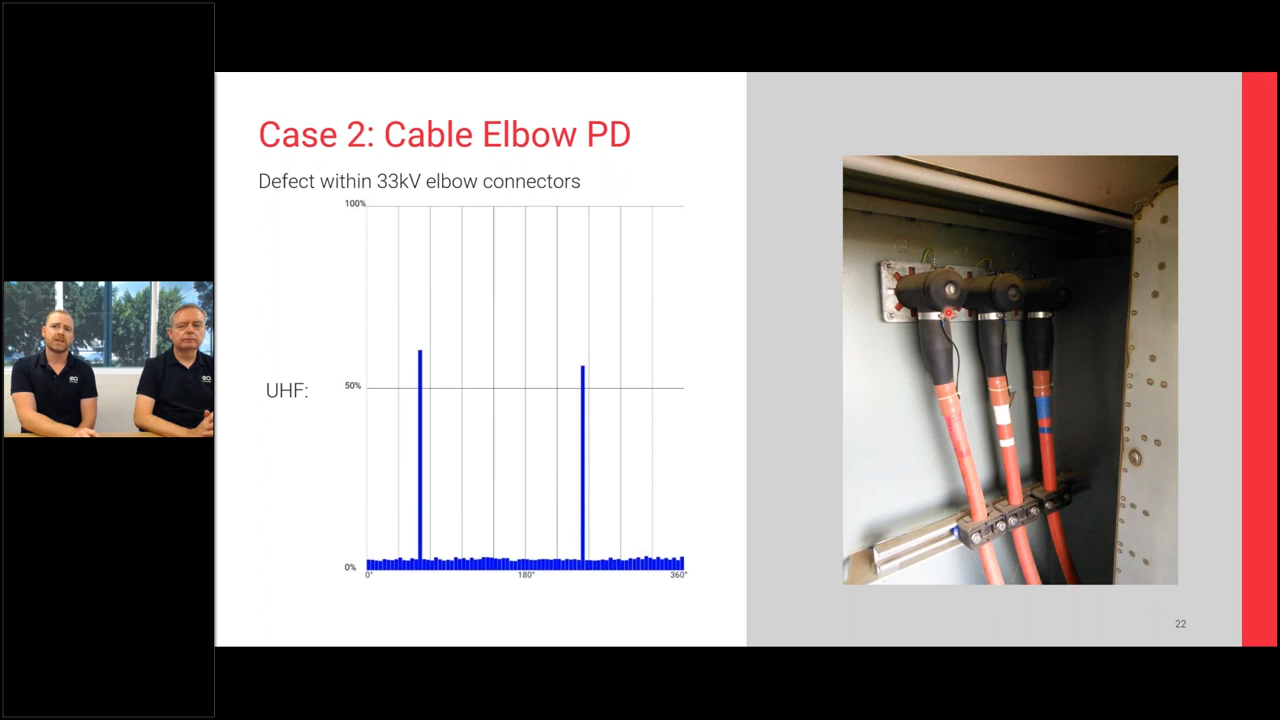 Case 2: Cable Elbow PD
Defect within 33kV elbow connectors
100%
UHF:
50%
0%
0° 180° 360°
22